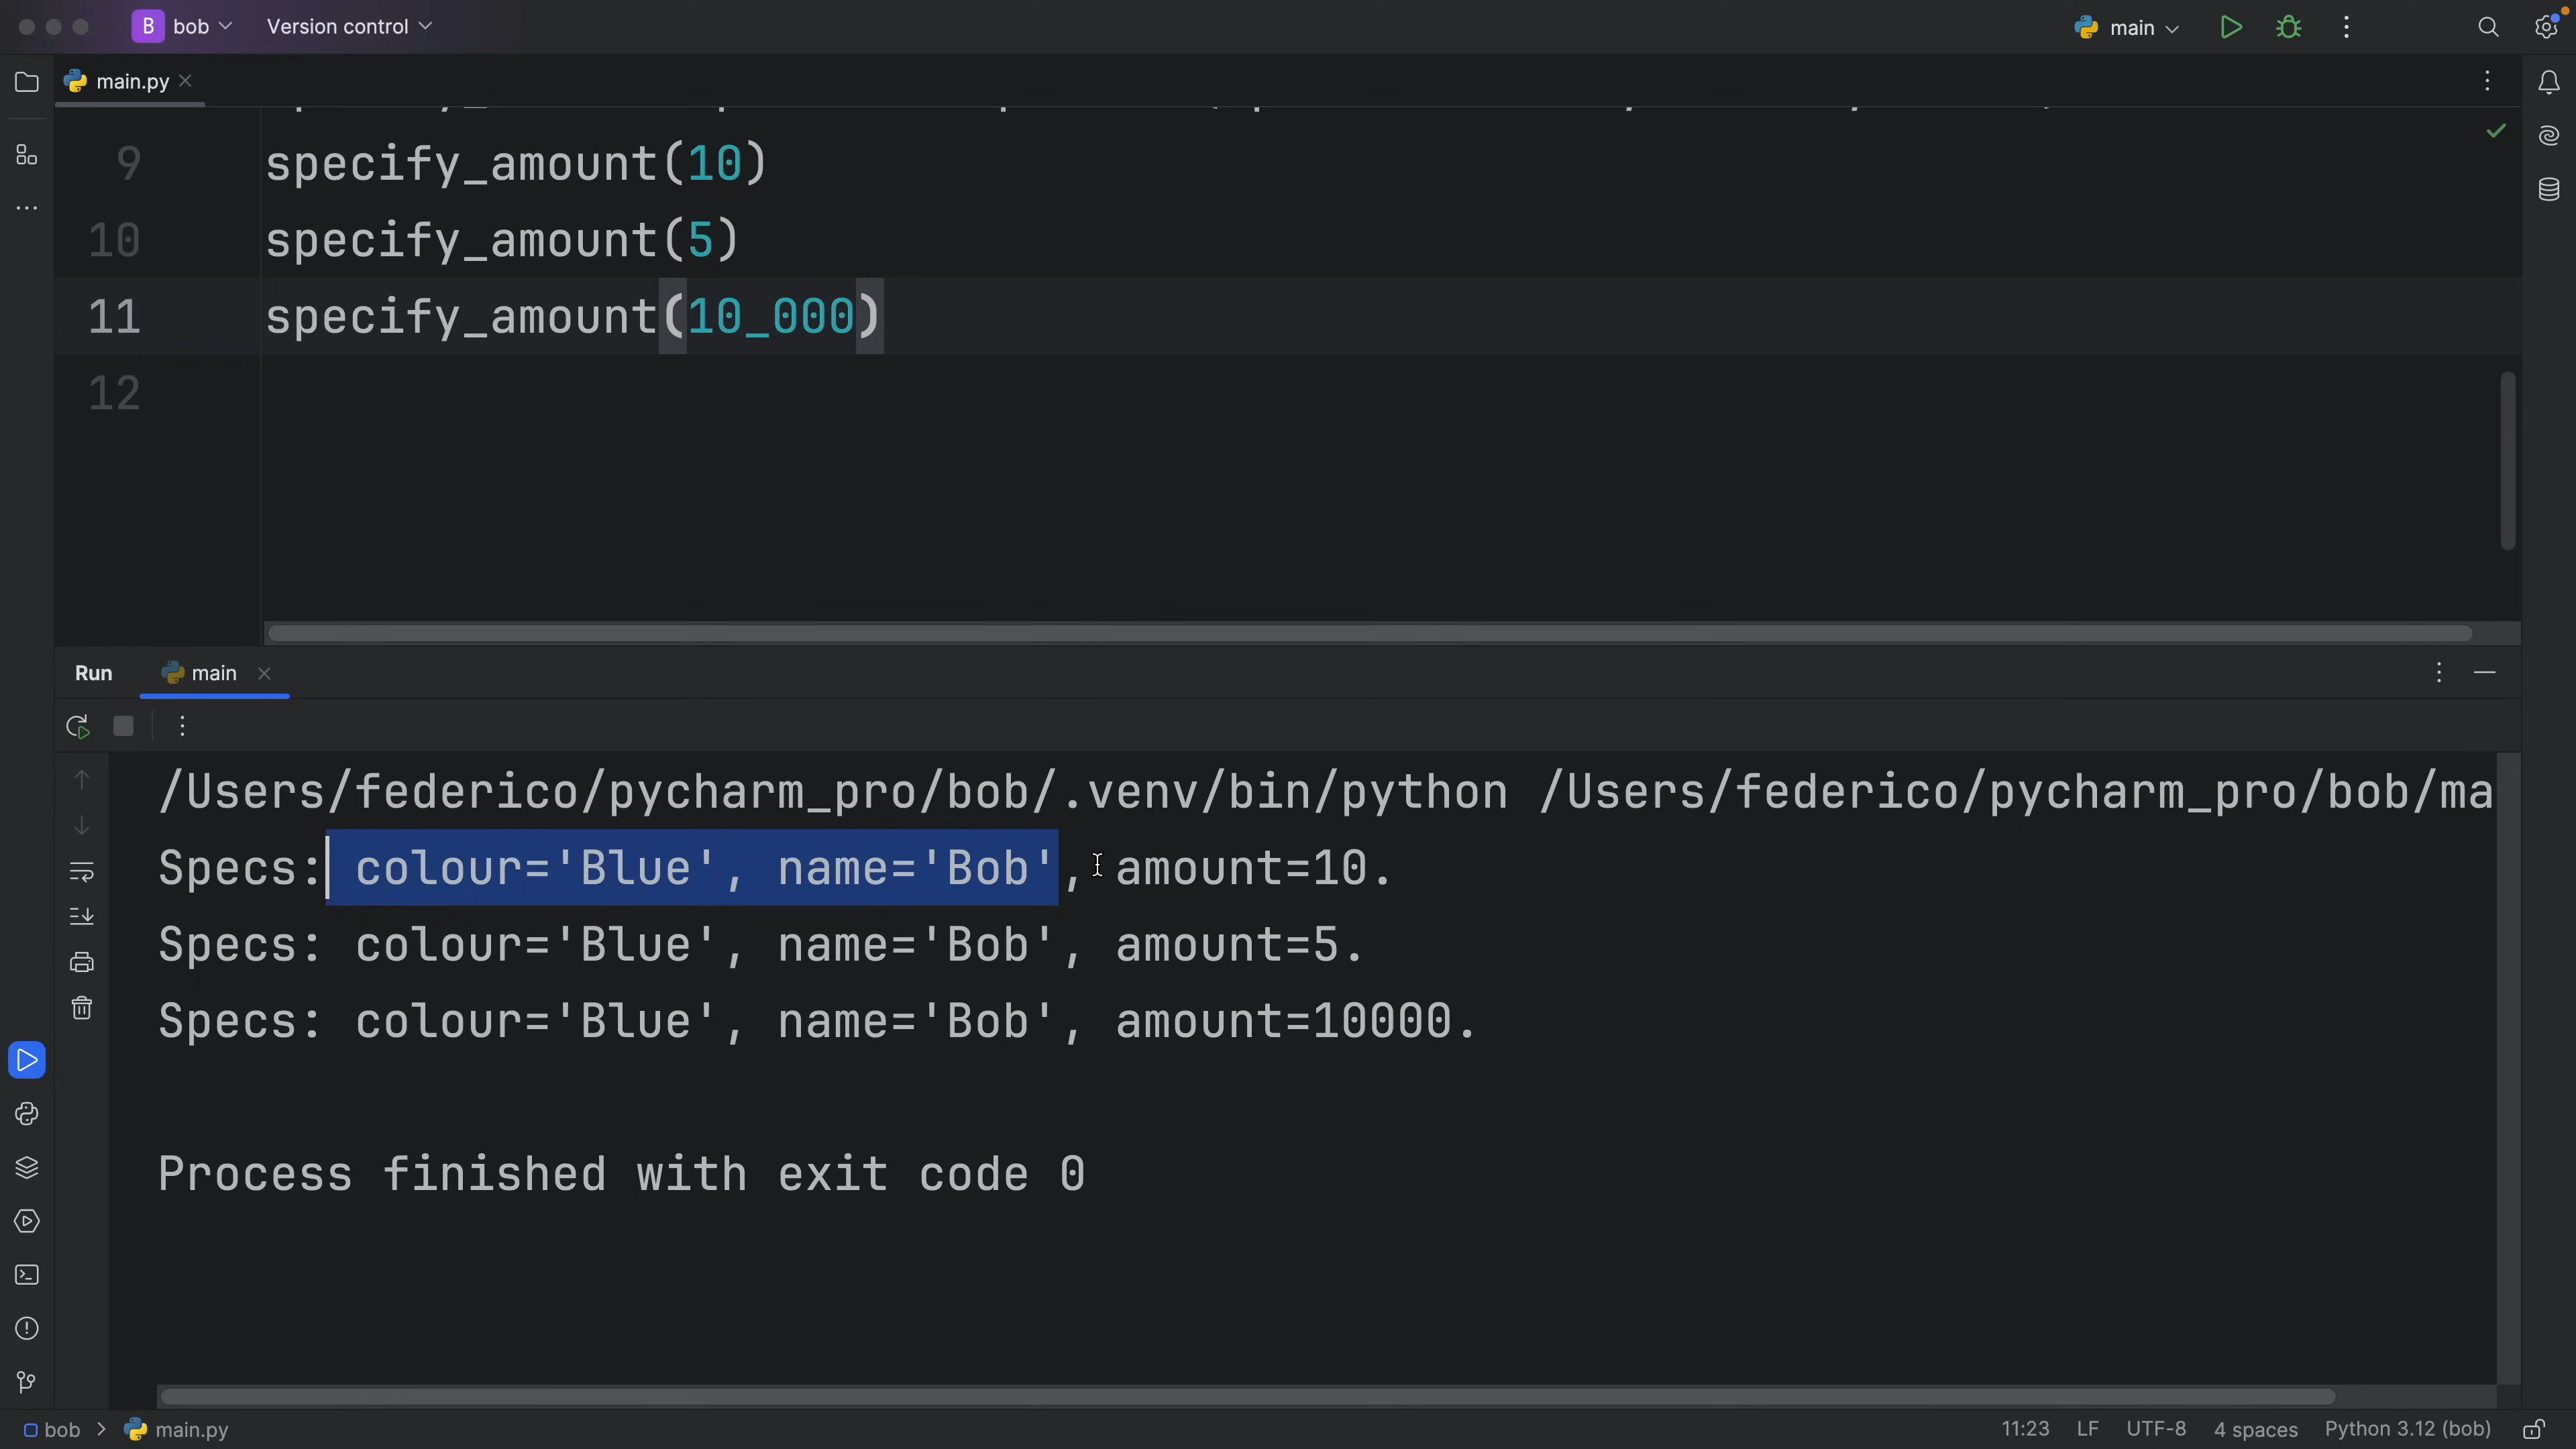 B bob Version control main
main.py
9 specify_amount(10)
10 specify_amount(5)
11 specify_amount(10_000)
12
Run main
/Users/federico/pycharm_pro/bob/.venv/bin/python /Users/federico/pycharm_pro/bob/ma
Specs: colour='Blue', name='Bob', amount=10.
Specs: colour='Blue', name='Bob', amount=5.
Specs: colour='Blue', name='Bob', amount=10000.
Process finished with exit code 0
bob > main.py 11:23 LF UTF-8 4 spaces Python 3.12 (bob)